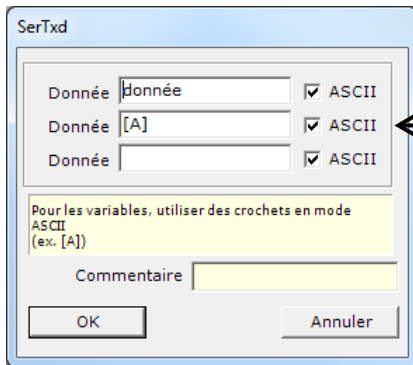 SerTxd
Donnée donnée ASCII
Donnée [A] ASCII
Donnée ASCII
Pour les variables, utiliser des crochets en mode
ASCII
(ex. [A])
Commentaire
OK Annuler